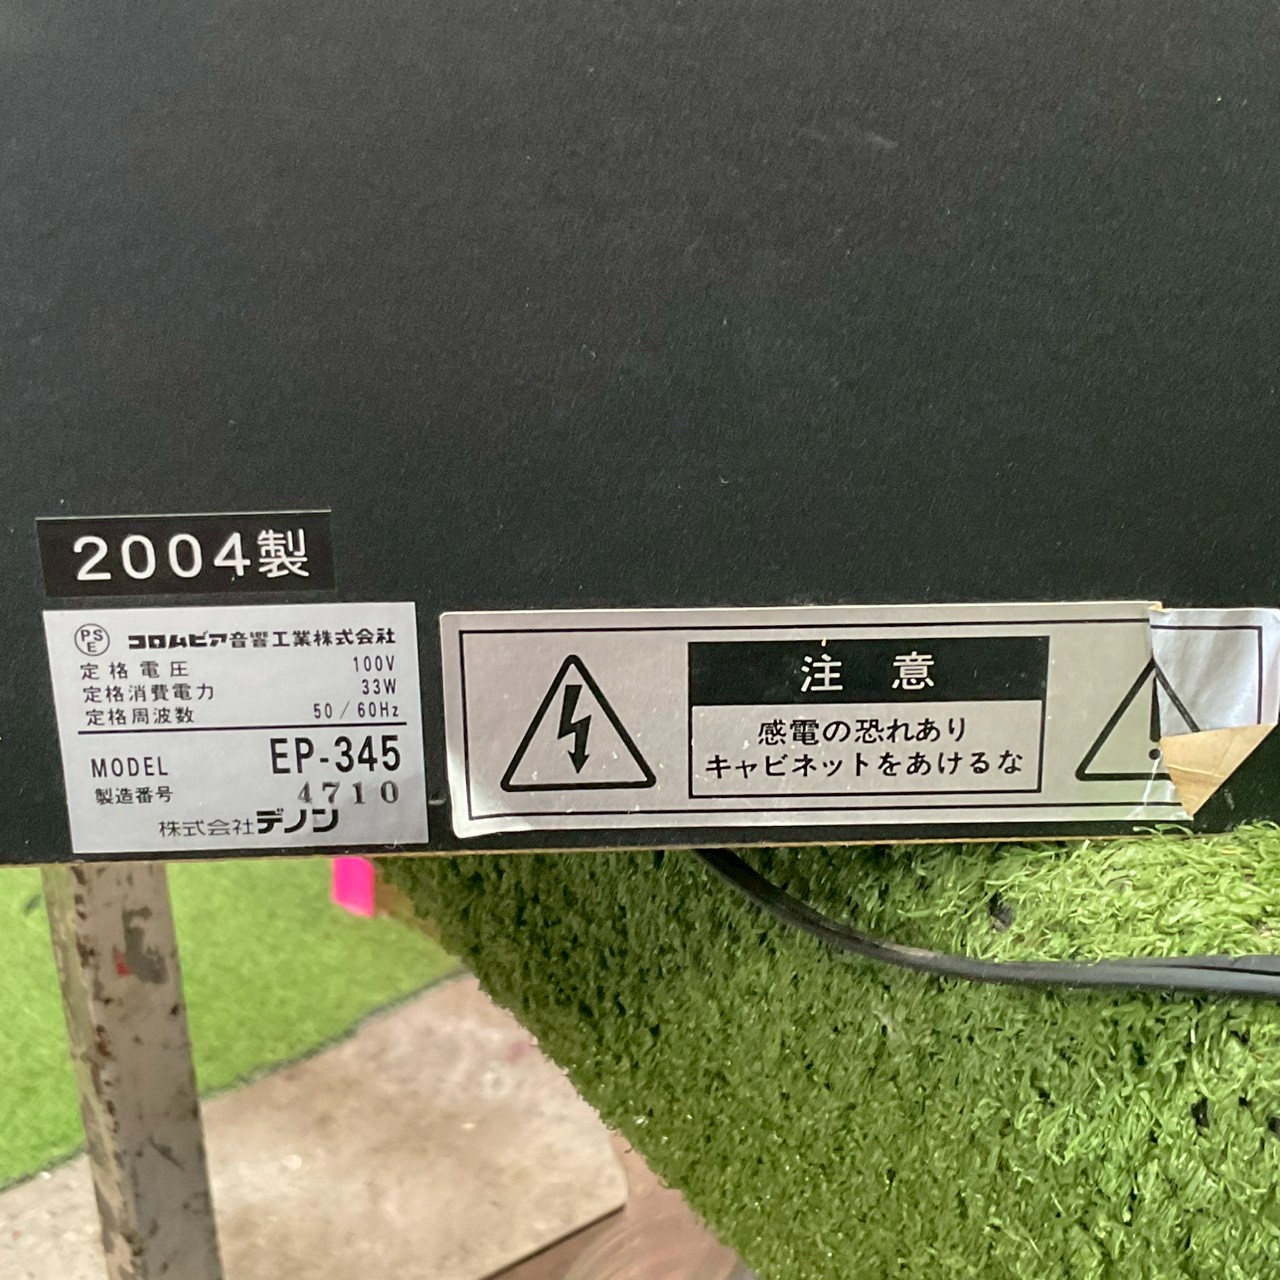 2004製
PSE コロムビア音響工業株式会社
定格電圧 100V
定格消費電力 33W
定格周波数 50/60Hz
MODEL EP-345
製造番号 4710
株式会社デノン
注意
感電の恐れあり
キャビネットをあけるな